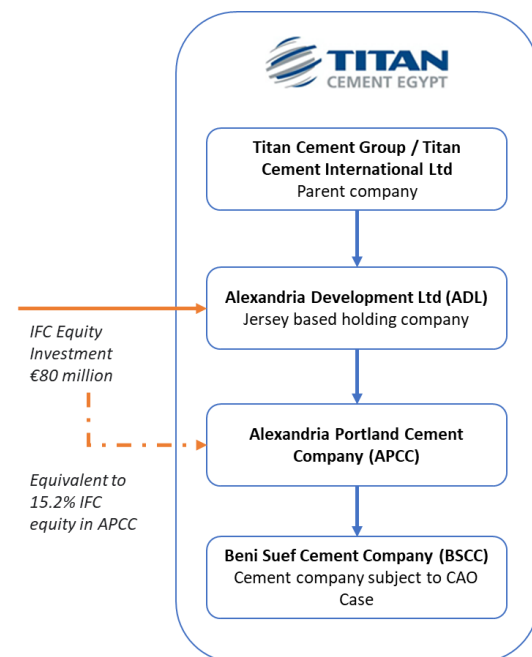 TITAN
CEMENT EGYPT
Titan Cement Group / Titan
Cement International Ltd
Parent company
Alexandria Development Ltd (ADL)
Jersey based holding company
IFC Equity
Investment
€80 million
Alexandria Portland Cement
Company (APCC)
Equivalent to
15.2% IFC
equity in APCC
Beni Suef Cement Company (BSCC)
Cement company subject to CAO
Case